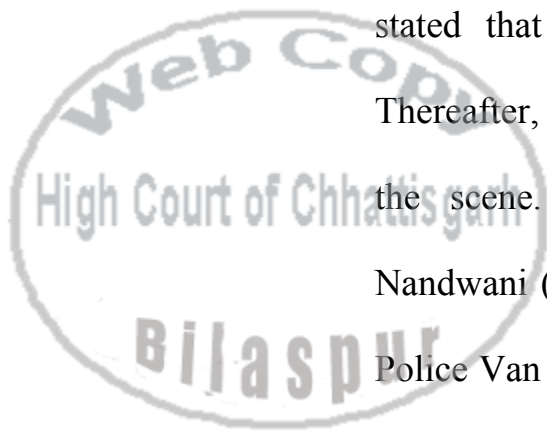 stated that
Web Copy
Thereafter,
High Court of Chhattisgarh
the scene.
Nandwani (
Bilaspur
Police Van